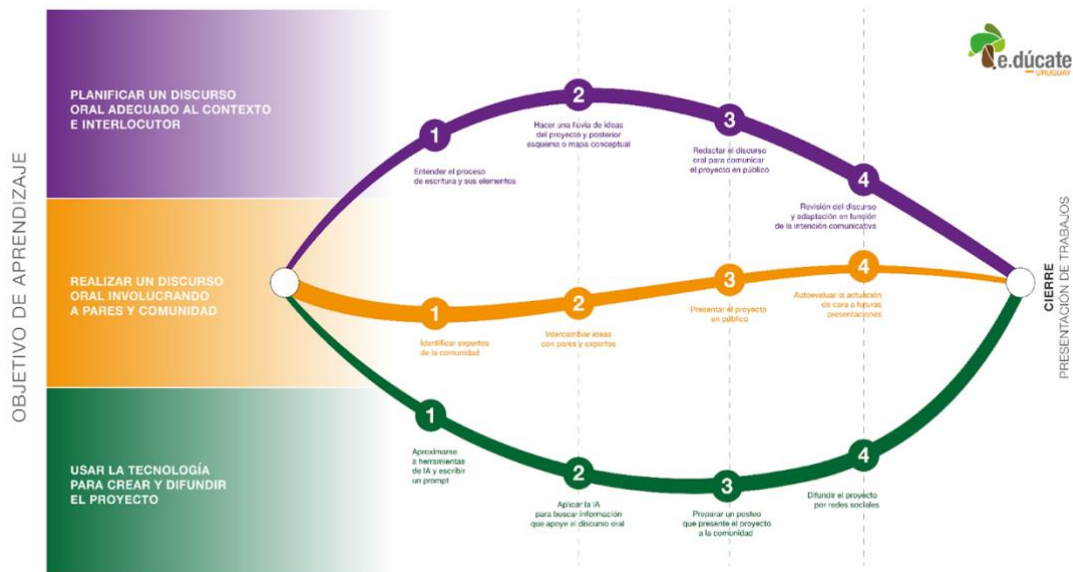 e.dúcate
URUGUAY
OBJETIVO DE APRENDIZAJE
PLANIFICAR UN DISCURSO
ORAL ADECUADO AL CONTEXTO
E INTERLOCUTOR
1
Entender el proceso
de escritura y sus elementos
2
Hacer una lluvia de ideas
del proyecto y posterior
esquema o mapa conceptual
3
Redactar el discurso
oral para comunicar
el proyecto en público
4
Revisión del discurso
y adaptación en función
de la intención comunicativa
REALIZAR UN DISCURSO
ORAL INVOLUCRANDO
A PARES Y COMUNIDAD
1
Identificar expertos
de la comunidad
2
Intercambiar ideas
con pares y expertos
3
Presentar el proyecto
en público
4
Autoevaluar la actuación
de cara a futuras
presentaciones
USAR LA TECNOLOGÍA
PARA CREAR Y DIFUNDIR
EL PROYECTO
1
Aproximarse
a herramientas
de IA y escribir
un prompt
2
Aplicar la IA
para buscar información
que apoye el discurso oral
3
Preparar un posteo
que presente el proyecto
a la comunidad
4
Difundir el proyecto
por redes sociales
CIERRE
PRESENTACIÓN DE TRABAJOS